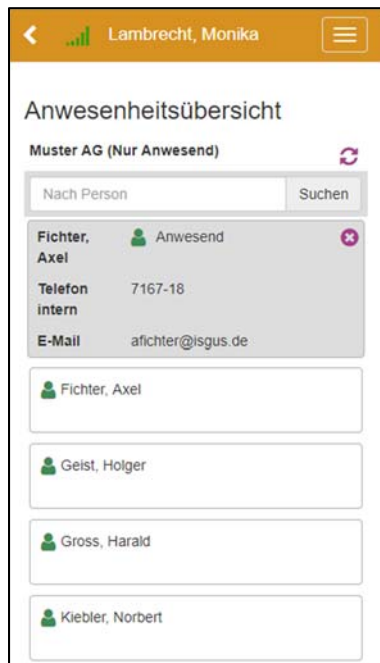 Lambrecht, Monika
Anwesenheitsübersicht
Muster AG (Nur Anwesend)
Nach Person Suchen
Fichter, Axel Anwesend
Telefon intern 7167-18
E-Mail afichter@isgus.de
Fichter, Axel
Geist, Holger
Gross, Harald
Kiebler, Norbert